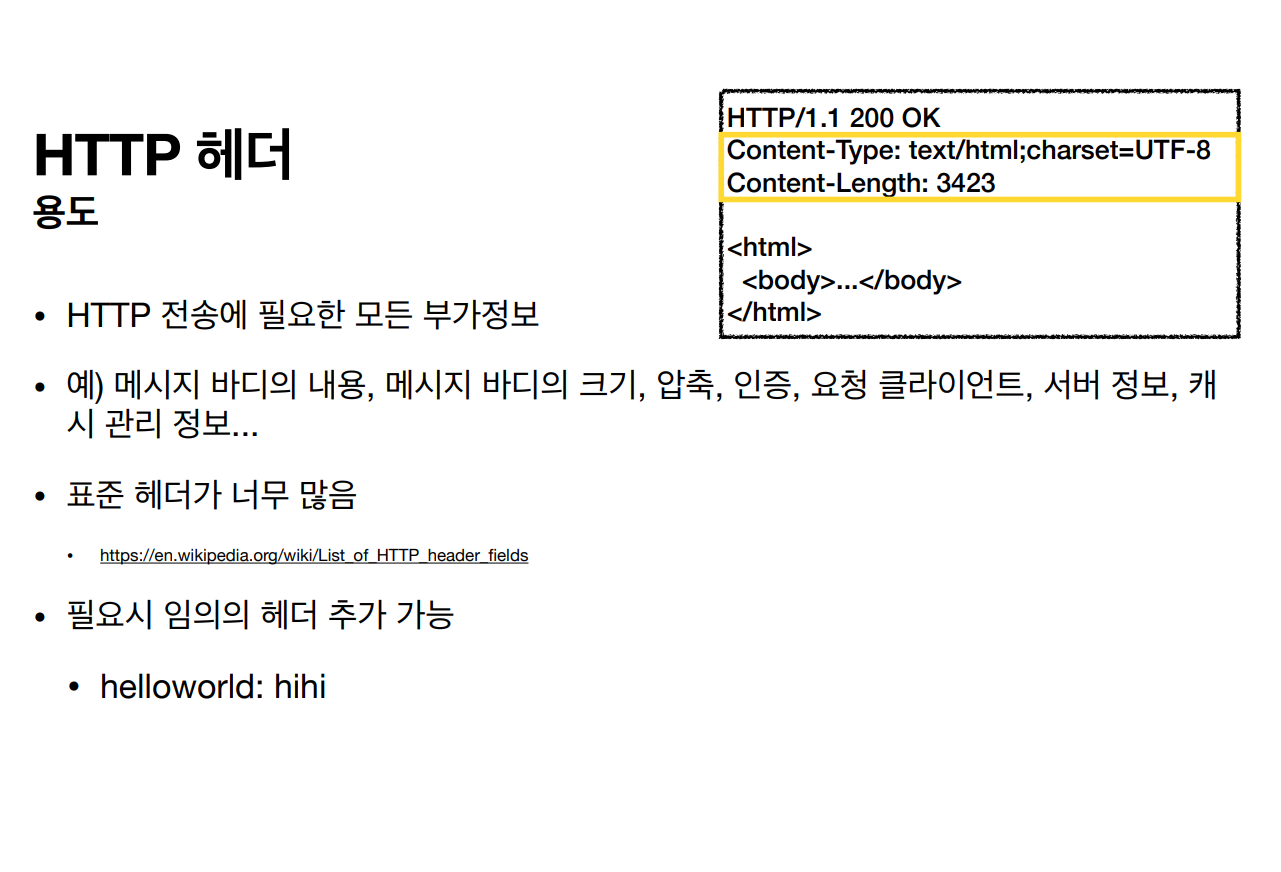 HTTP 헤더
용도
HTTP/1.1 200 OK
Content-Type: text/html;charset=UTF-8
Content-Length: 3423
<html>
<body>...</body>
</html>
• HTTP 전송에 필요한 모든 부가정보
• 예) 메시지 바디의 내용, 메시지 바디의 크기, 압축, 인증, 요청 클라이언트, 서버 정보, 캐
시 관리 정보...
• 표준 헤더가 너무 많음
• https://en.wikipedia.org/wiki/List_of_HTTP_header_fields
• 필요시 임의의 헤더 추가 가능
• helloworld: hihi